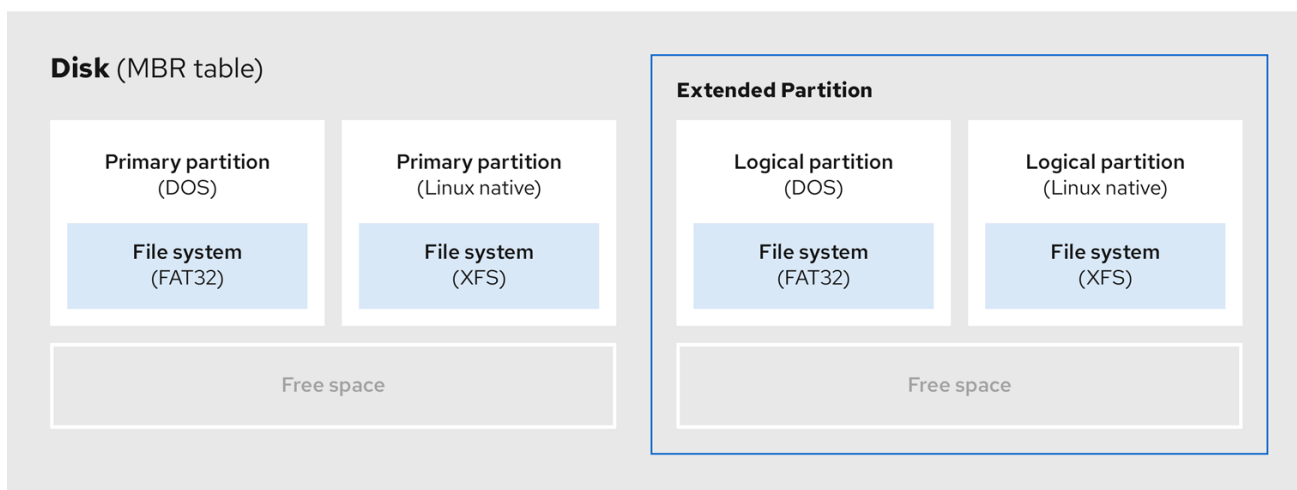 Disk (MBR table)
Primary partition
(DOS)
File system
(FAT32)
Primary partition
(Linux native)
File system
(XFS)
Free space
Extended Partition
Logical partition
(DOS)
File system
(FAT32)
Logical partition
(Linux native)
File system
(XFS)
Free space